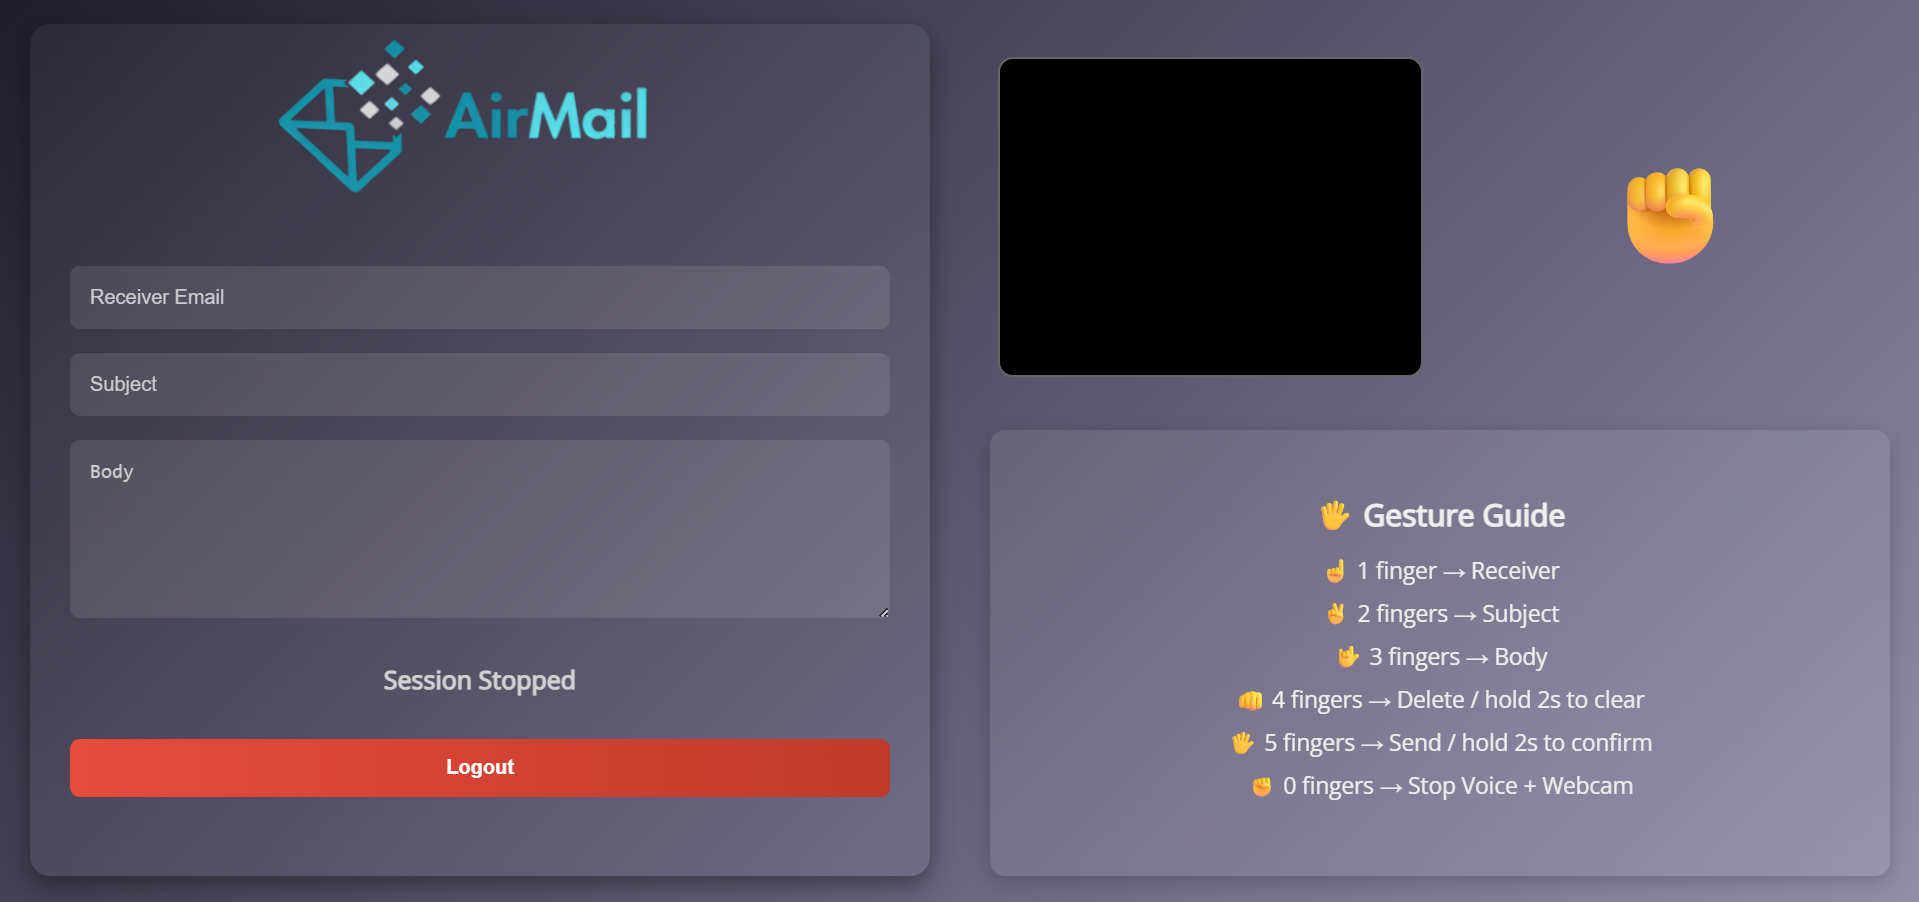 AirMail
Receiver Email
Subject
Body
Session Stopped
Logout
🖐 Gesture Guide
☝ 1 finger → Receiver
✌ 2 fingers → Subject
🤟 3 fingers → Body
👊 4 fingers → Delete / hold 2s to clear
🖐 5 fingers → Send / hold 2s to confirm
✊ 0 fingers → Stop Voice + Webcam